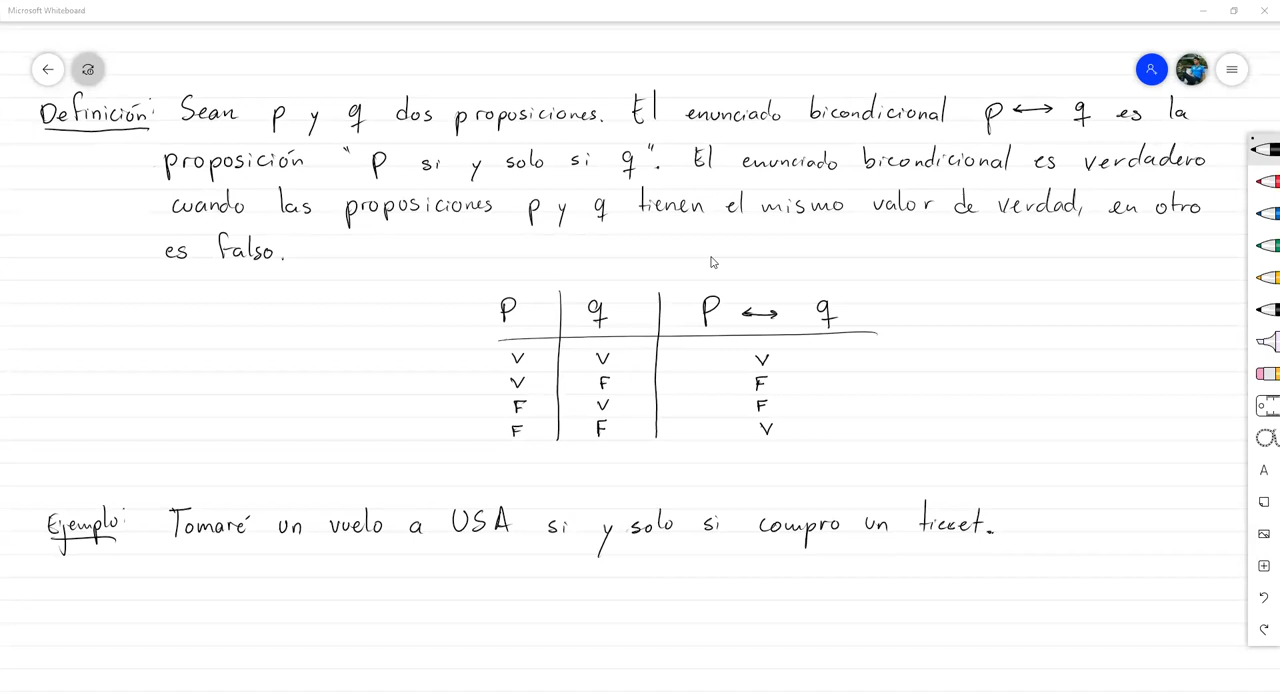 Microsoft Whiteboard
Definición: Sean p y q dos proposiciones. El enunciado bicondicional p ↔ q es la
proposición "p si y solo si q". El enunciado bicondicional es verdadero
cuando las proposiciones p y q tienen el mismo valor de verdad, en otro
es falso.
P q P ↔ q
V V V
V F F
F V F
F F V
Ejemplo: Tomaré un vuelo a USA si y solo si compro un ticket.
A